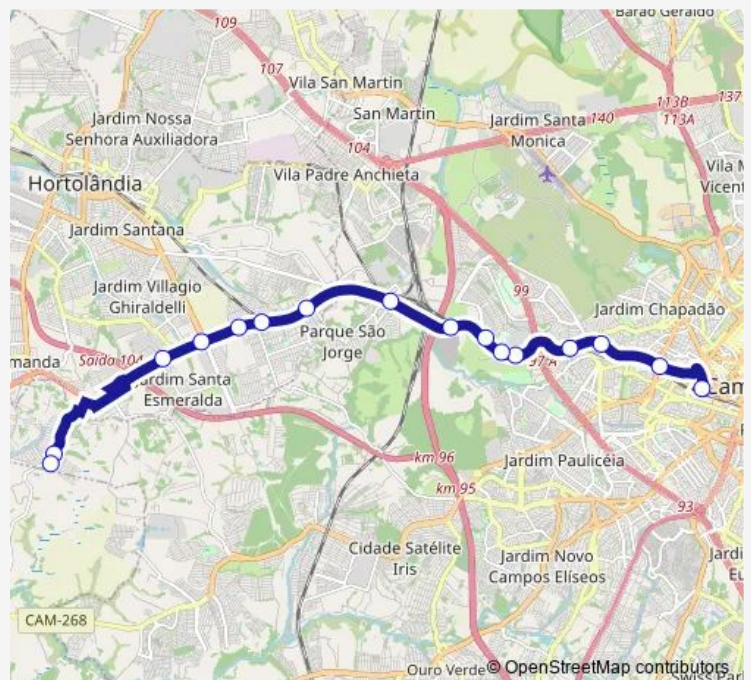 Barão Geraldo
109
107
Vila San Martin
137
113B
113A
Jardim Nossa
Senhora Auxiliadora
San Martin
Jardim Santa
Monica
140
104
Vila Padre Anchieta
Hortolândia
Jardim Santana
Jardim Villagio
Ghiraldelli
99
Jardim Chapadão
Parque São
Jorge
Saída 104
97A
Jardim Santa
Esmeralda
km 96
km 95
Jardim Paulicéia
93
Cidade Satélite
Iris
Jardim Novo
Campos Elíseos
CAM-268
Ouro Verde
© OpenStreetMap contributors